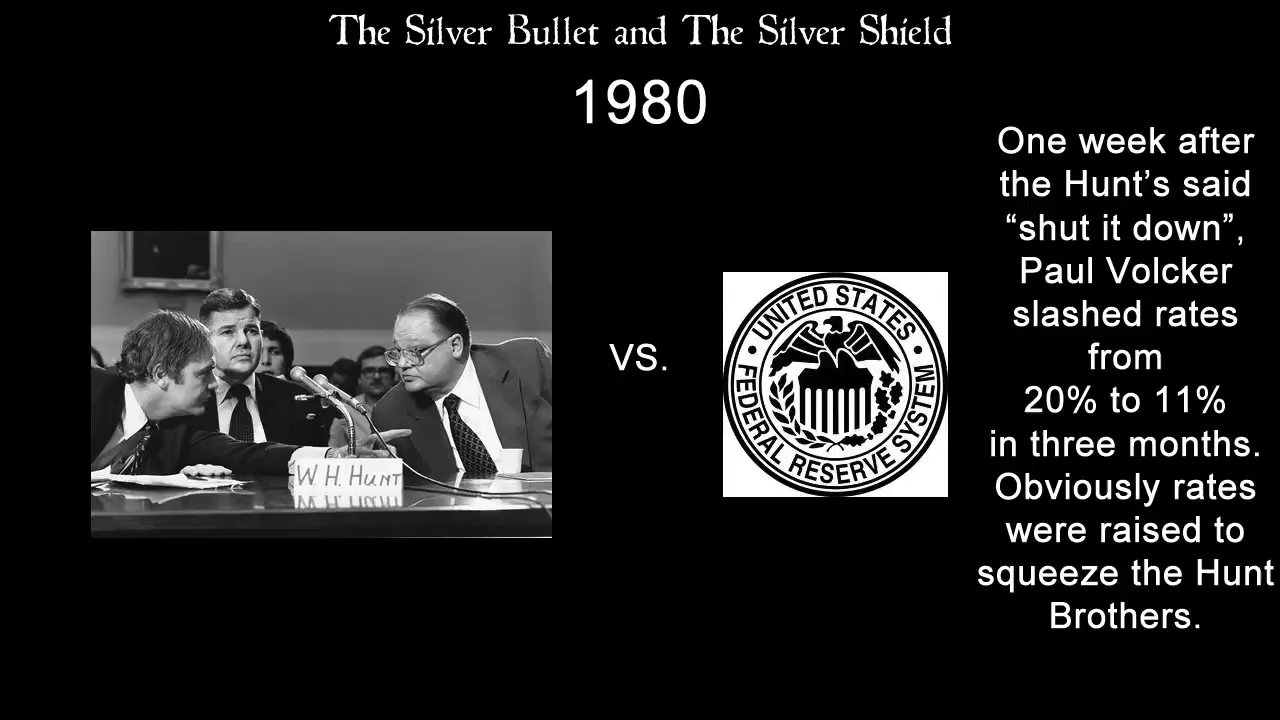 The Silver Bullet and The Silver Shield
1980
One week after
the Hunt’s said
“shut it down”,
Paul Volcker
slashed rates
from
20% to 11%
in three months.
Obviously rates
were raised to
squeeze the Hunt
Brothers.
vs.
W. H. HUNT
UNITED STATES
FEDERAL RESERVE SYSTEM